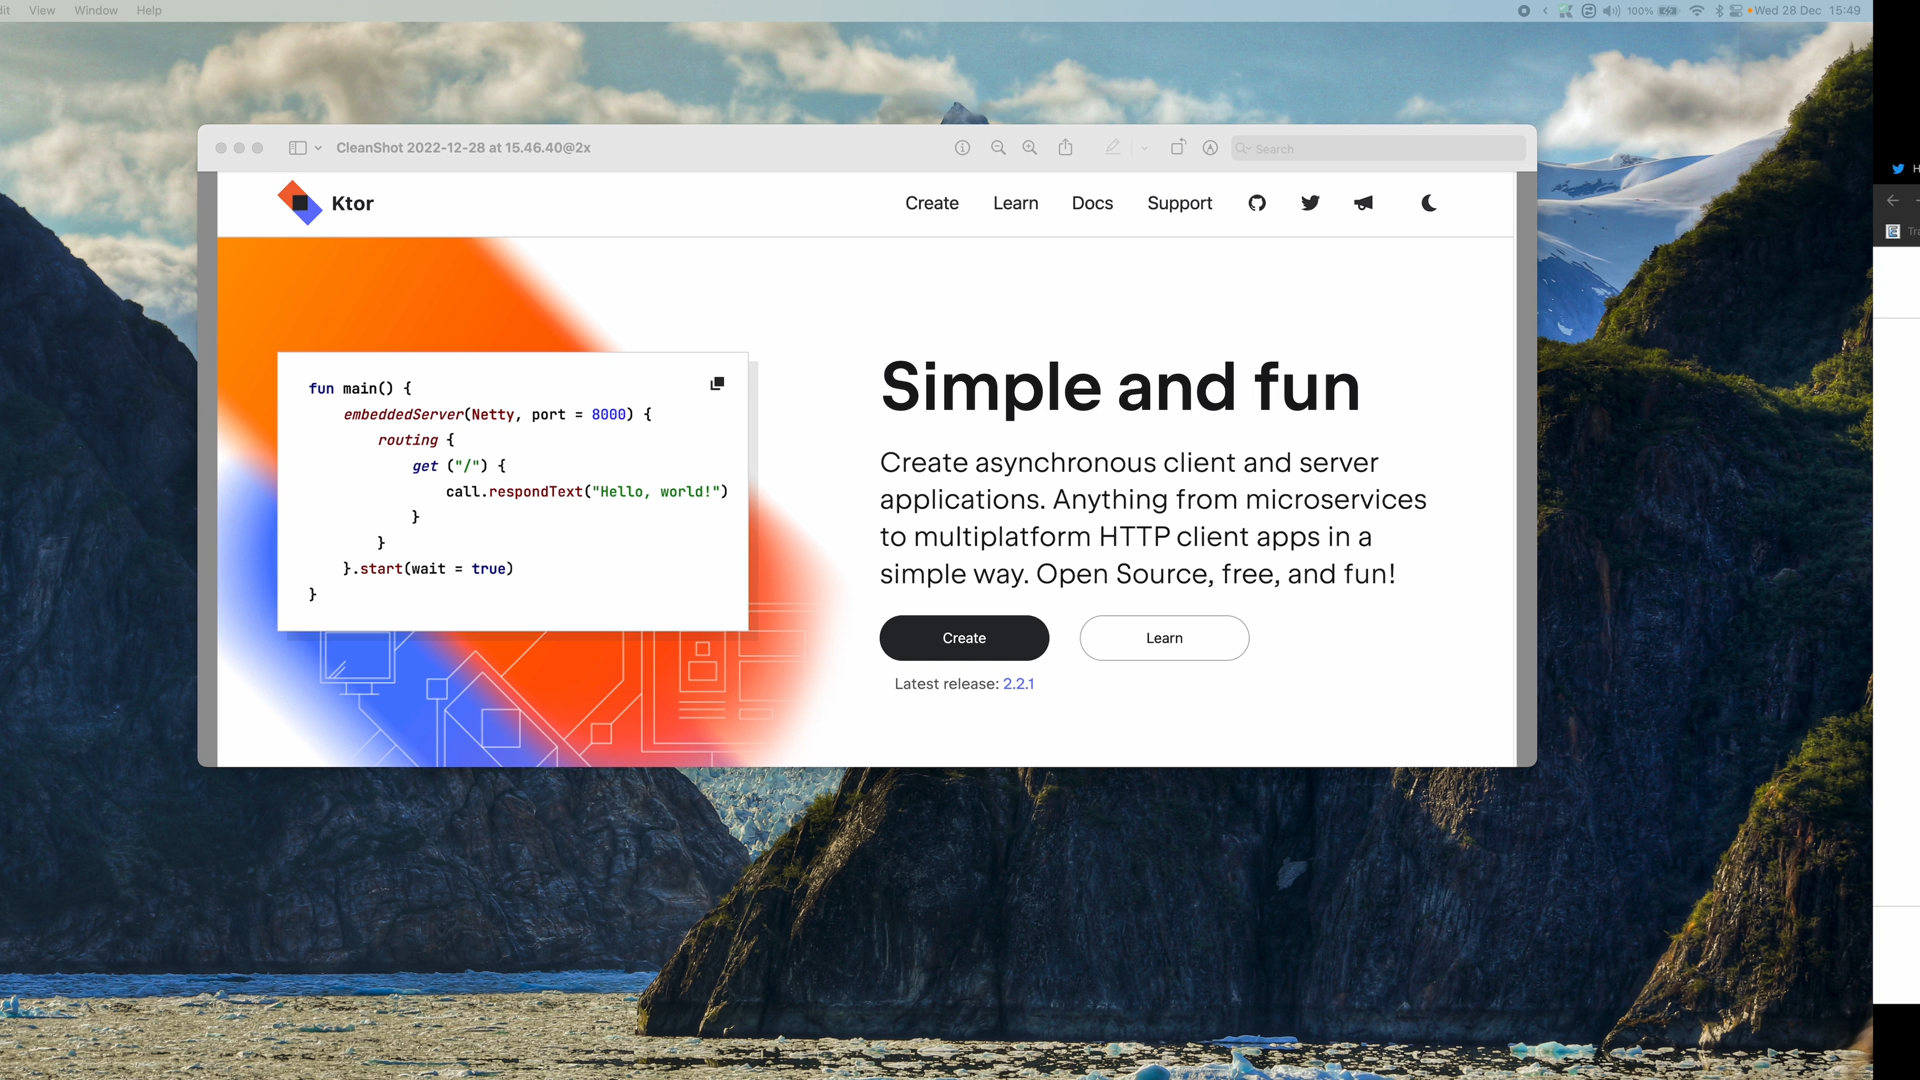 View Window Help
100% Wed 28 Dec 15:49
CleanShot 2022-12-28 at 15.46.40@2x
Search
Ktor
Create Learn Docs Support
fun main() {
embeddedServer(Netty, port = 8000) {
routing {
get ("/") {
call.respondText("Hello, world!")
}
}
}.start(wait = true)
}
Simple and fun
Create asynchronous client and server
applications. Anything from microservices
to multiplatform HTTP client apps in a
simple way. Open Source, free, and fun!
Create
Learn
Latest release: 2.2.1